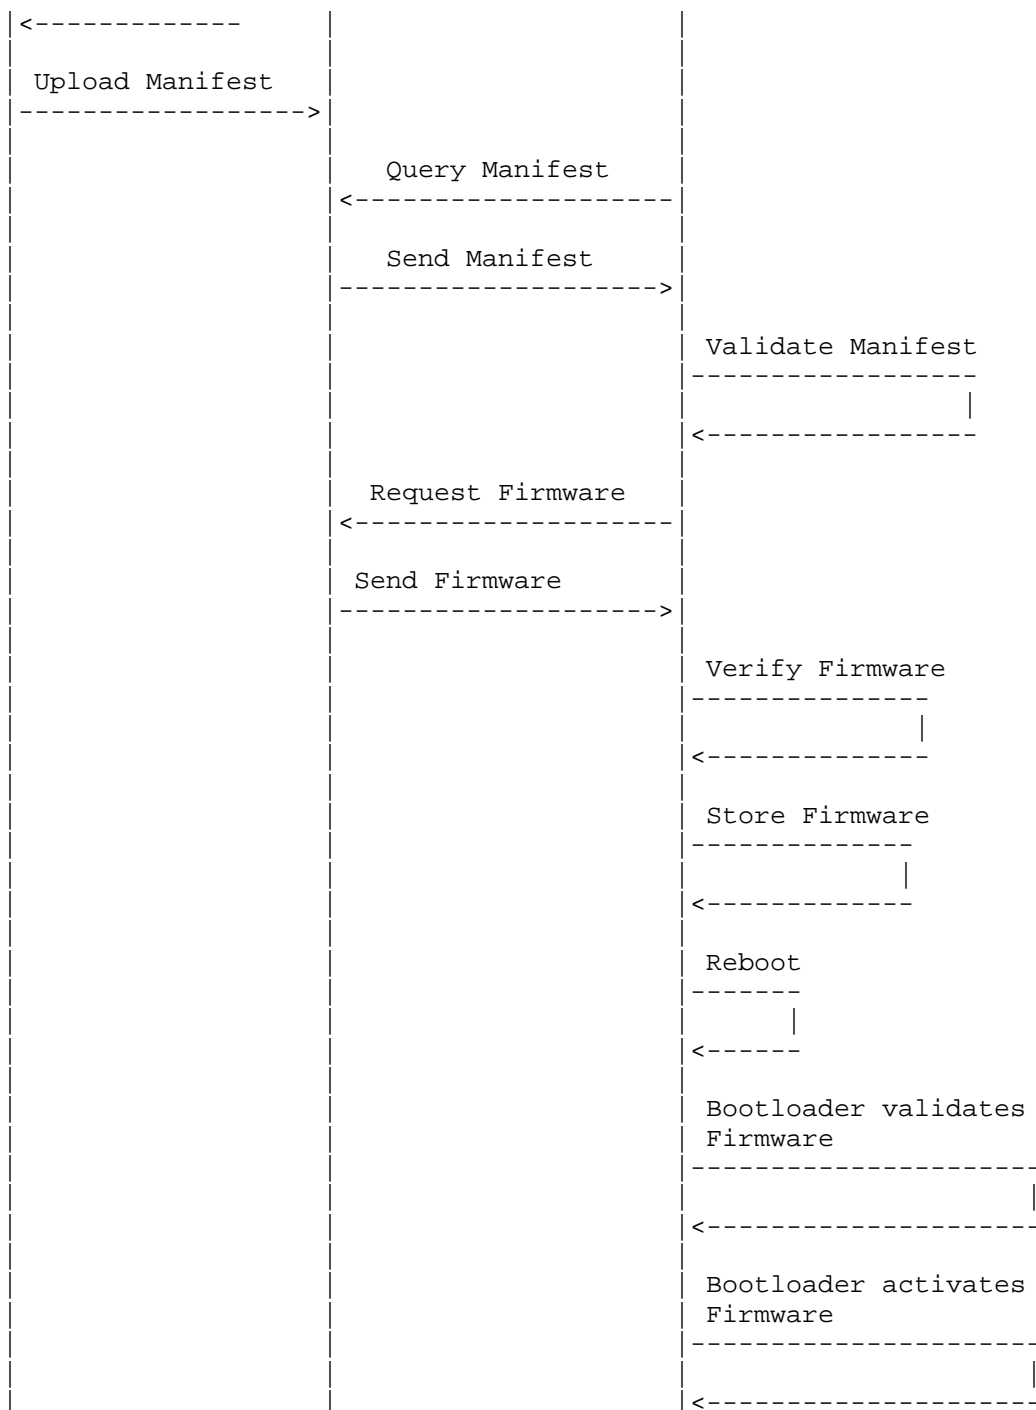 Upload Manifest
Query Manifest
Send Manifest
Validate Manifest
Request Firmware
Send Firmware
Verify Firmware
Store Firmware
Reboot
Bootloader validates
Firmware
Bootloader activates
Firmware